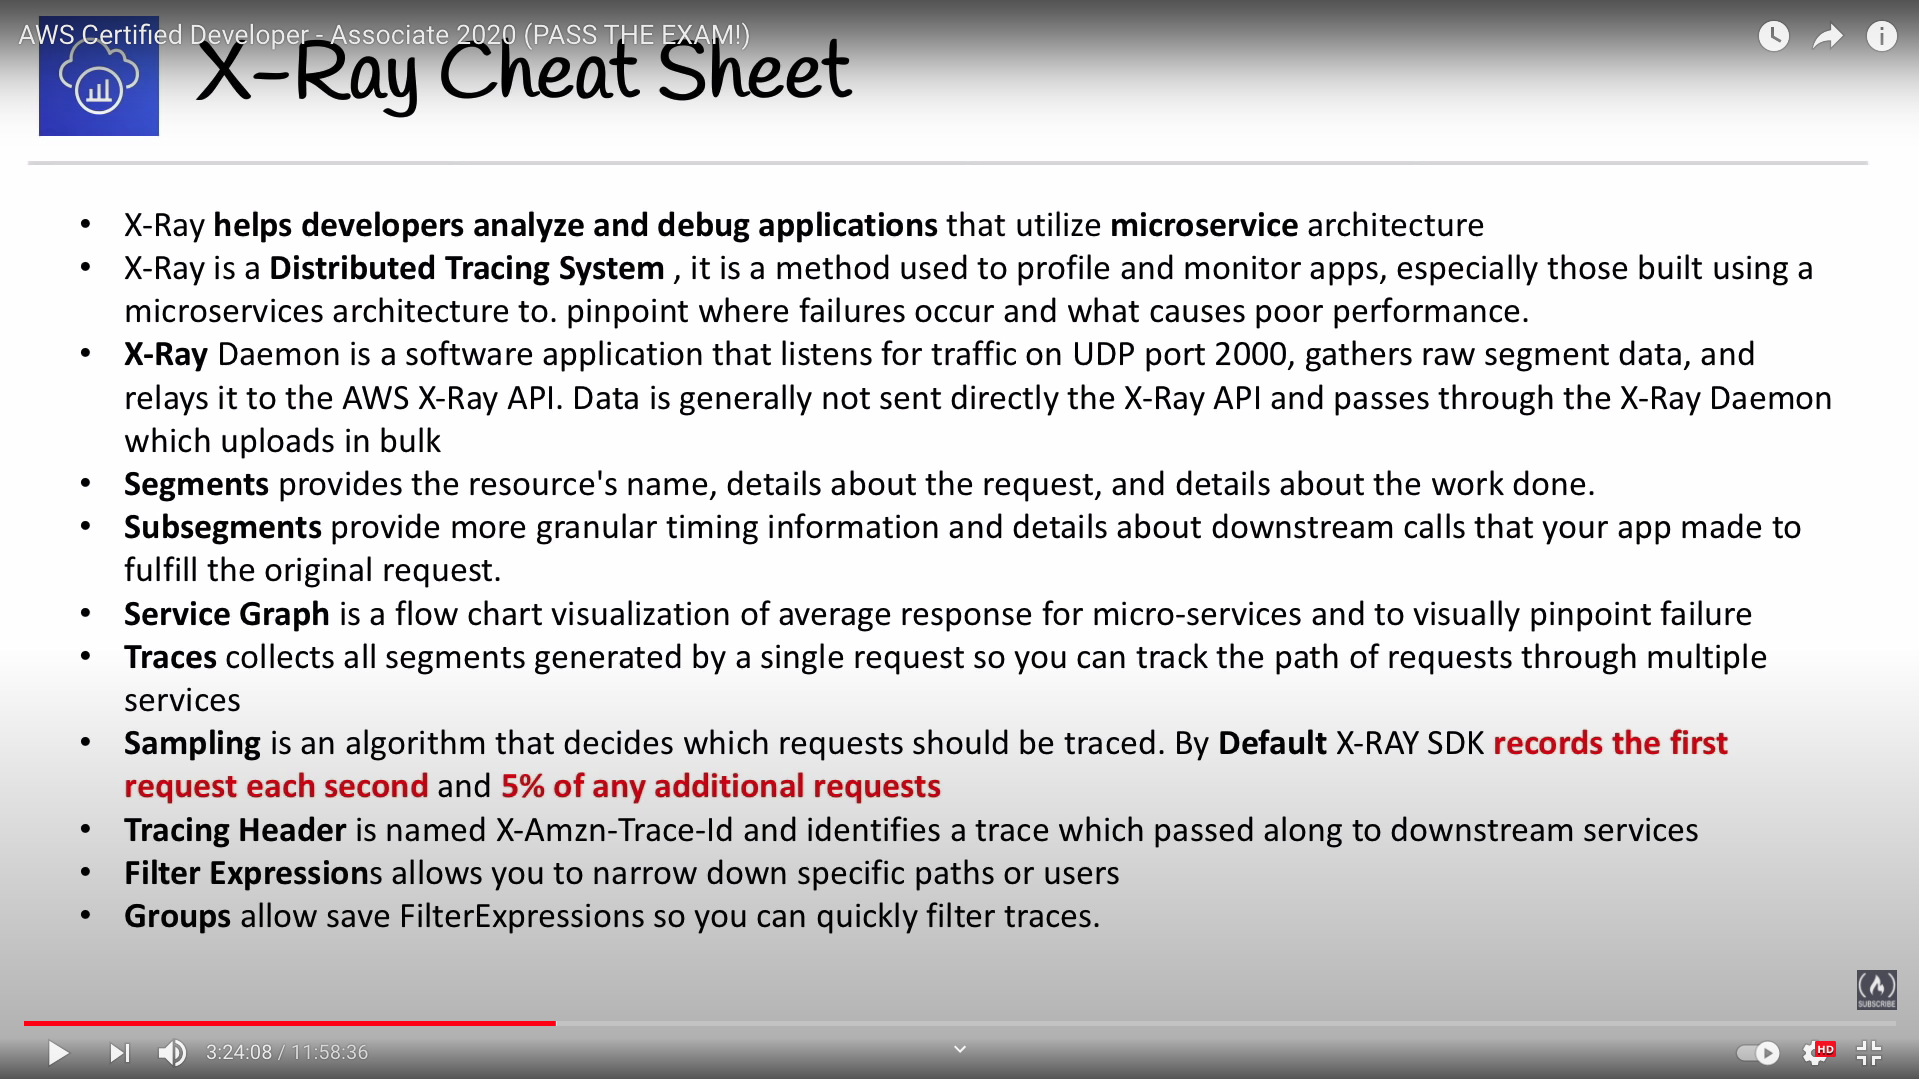 AWS Certified Developer - Associate 2020 (PASS THE EXAM!)
X-Ray Cheat Sheet
• X-Ray helps developers analyze and debug applications that utilize microservice architecture
• X-Ray is a Distributed Tracing System , it is a method used to profile and monitor apps, especially those built using a
microservices architecture to. pinpoint where failures occur and what causes poor performance.
• X-Ray Daemon is a software application that listens for traffic on UDP port 2000, gathers raw segment data, and
relays it to the AWS X-Ray API. Data is generally not sent directly the X-Ray API and passes through the X-Ray Daemon
which uploads in bulk
• Segments provides the resource's name, details about the request, and details about the work done.
• Subsegments provide more granular timing information and details about downstream calls that your app made to
fulfill the original request.
• Service Graph is a flow chart visualization of average response for micro-services and to visually pinpoint failure
• Traces collects all segments generated by a single request so you can track the path of requests through multiple
services
• Sampling is an algorithm that decides which requests should be traced. By Default X-RAY SDK records the first
request each second and 5% of any additional requests
• Tracing Header is named X-Amzn-Trace-Id and identifies a trace which passed along to downstream services
• Filter Expressions allows you to narrow down specific paths or users
• Groups allow save FilterExpressions so you can quickly filter traces.
SUBSCRIBE
3:24:08 / 11:58:36
HD